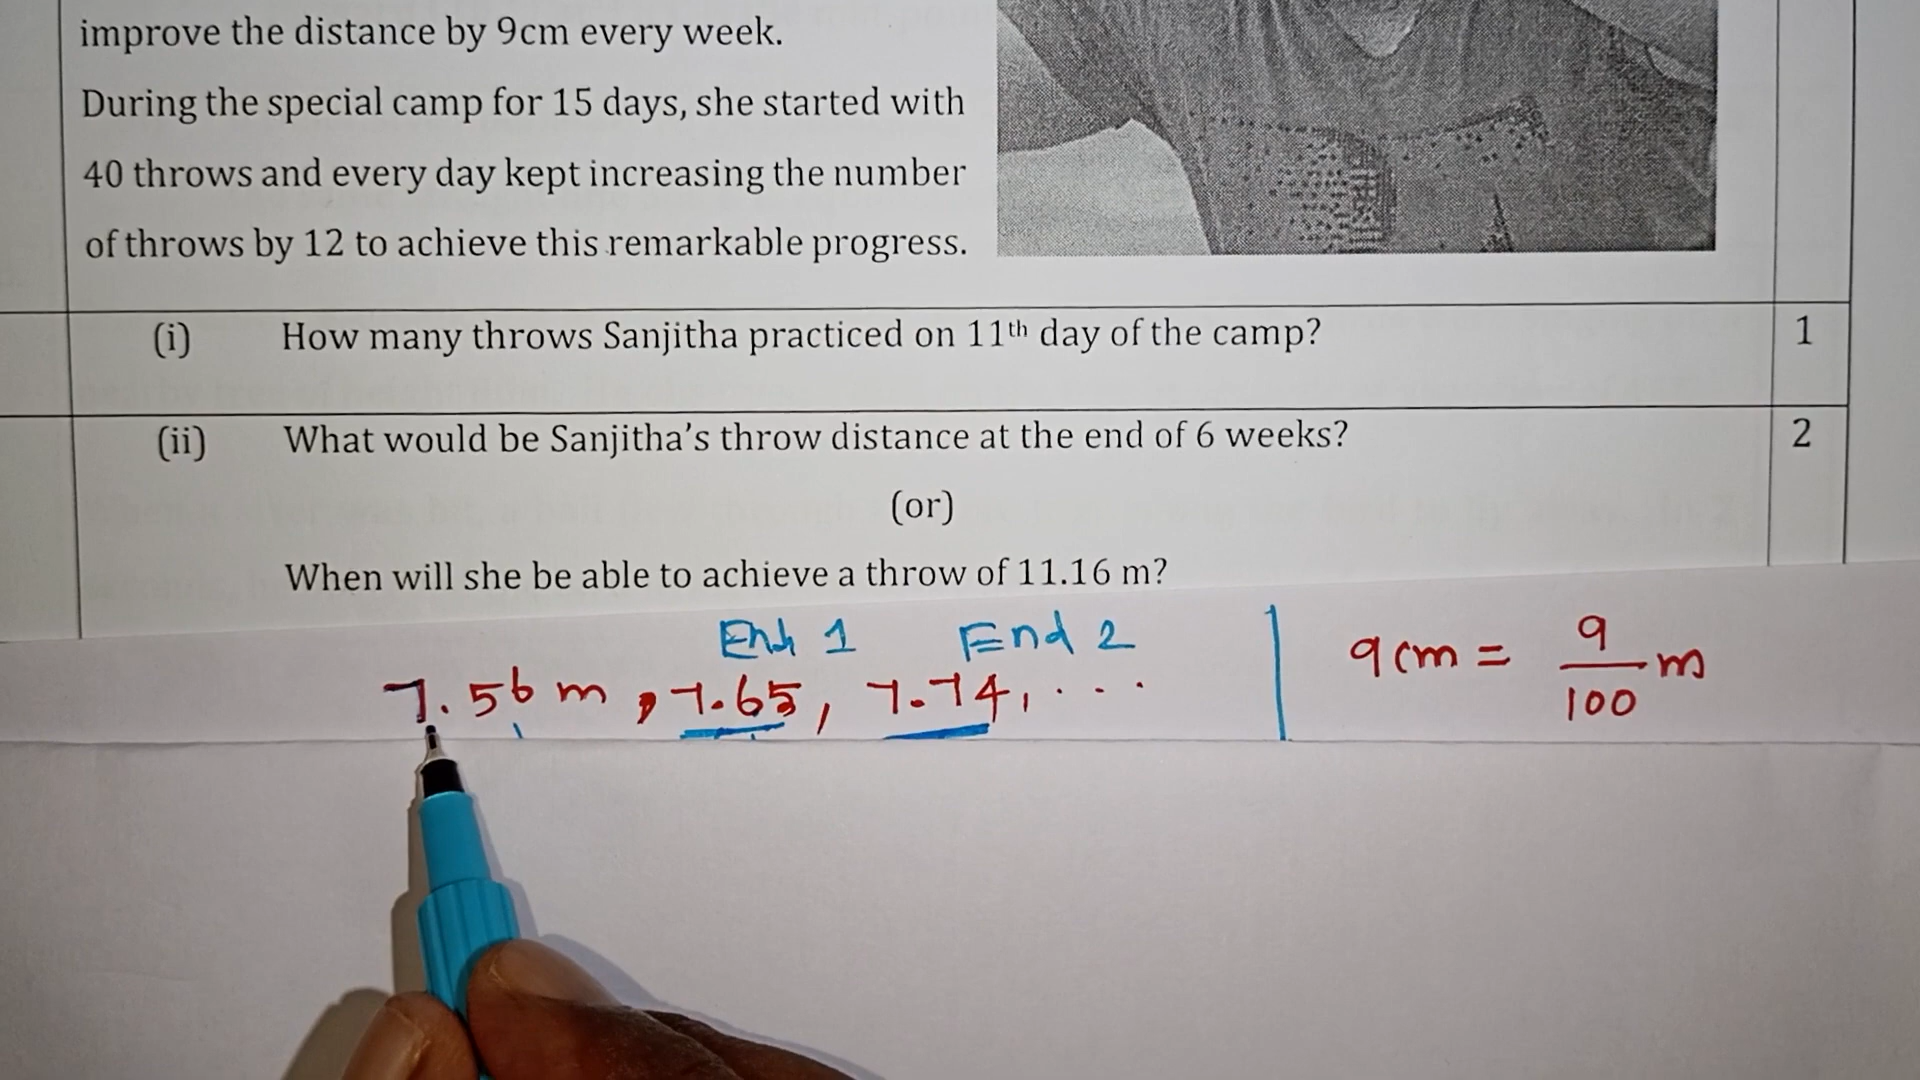 improve the distance by 9cm every week.
During the special camp for 15 days, she started with
40 throws and every day kept increasing the number
of throws by 12 to achieve this remarkable progress.
(i) How many throws Sanjitha practiced on 11th day of the camp? 1
(ii) What would be Sanjitha's throw distance at the end of 6 weeks? 2
(or)
When will she be able to achieve a throw of 11.16 m?
End 1 End 2
7.56 m , 7.65, 7.74, . . .
9cm = 9/100 m